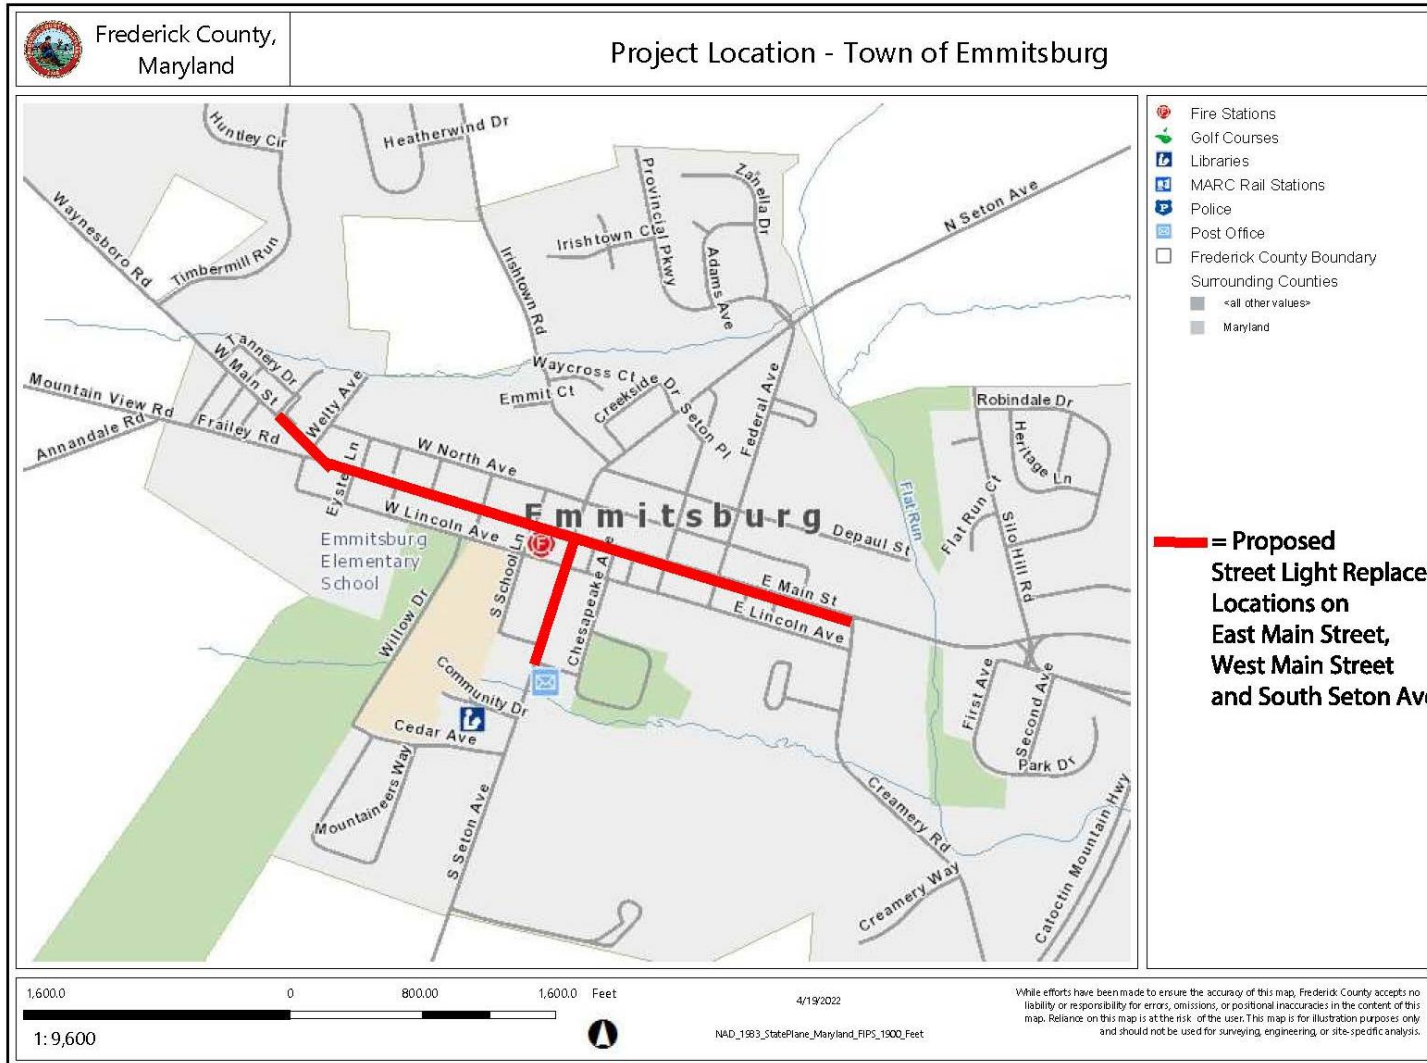 Frederick County,
Maryland
Project Location - Town of Emmitsburg
Huntley Cir
Heatherwind Dr
Waynesboro Rd
Timbermill Run
Irishtown Rd
Irishtown Ct
Provincial Pkwy
Zanella Dr
Adams Ave
N Seton Ave
Tannery Dr
W Main St
Welty Ave
Mountain View Rd
Annandale Rd
Frailey Rd
Waycross Ct
Emmit Ct
Creekside Dr
Seton Pl
Federal Ave
Robindale Dr
Heritage Ln
Flat Run Ct
Flat Run
Silo Hill Rd
W North Ave
Eyster Ln
W Lincoln Ave
Emmitsburg
Depaul St
Emmitsburg
Elementary
School
S School Ln
F
E Main St
E Lincoln Ave
Chesapeake Ave
Willow Dr
Community Dr
Cedar Ave
Mountaineers Way
S Seton Ave
First Ave
Second Ave
Park Dr
Creamery Rd
Creamery Way
Catoctin Mountain Hwy
F Fire Stations
Golf Courses
Libraries
MARC Rail Stations
P Police
Post Office
Frederick County Boundary
Surrounding Counties
<all other values>
Maryland
= Proposed
Street Light Replace
Locations on
East Main Street,
West Main Street
and South Seton Ave
1,600.0 0 800.00 1,600.0 Feet
1: 9,600
4/19/2022
NAD_1983_StatePlane_Maryland_FIPS_1900_Feet
While efforts have been made to ensure the accuracy of this map, Frederick County accepts no
liability or responsibility for errors, omissions, or positional inaccuracies in the content of this
map. Reliance on this map is at the risk of the user. This map is for illustration purposes only
and should not be used for surveying, engineering, or site-specific analysis.